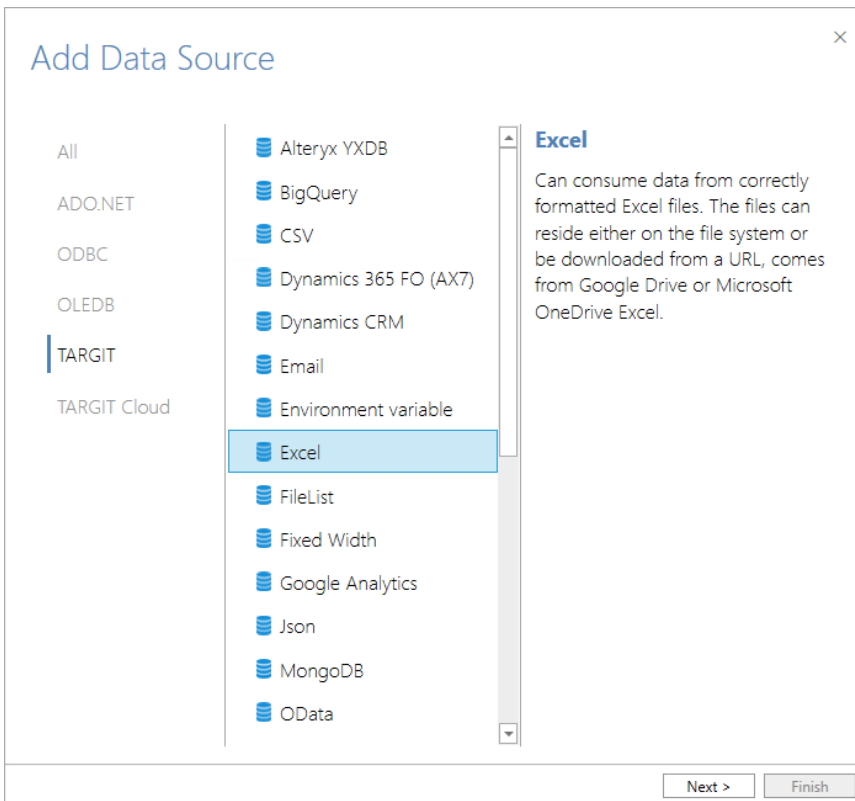 Add Data Source
All
ADO.NET
ODBC
OLEDB
TARGIT
TARGIT Cloud
Alteryx YXDB
BigQuery
CSV
Dynamics 365 FO (AX7)
Dynamics CRM
Email
Environment variable
Excel
FileList
Fixed Width
Google Analytics
Json
MongoDB
OData
Excel
Can consume data from correctly
formatted Excel files. The files can
reside either on the file system or
be downloaded from a URL, comes
from Google Drive or Microsoft
OneDrive Excel.
Next >
Finish